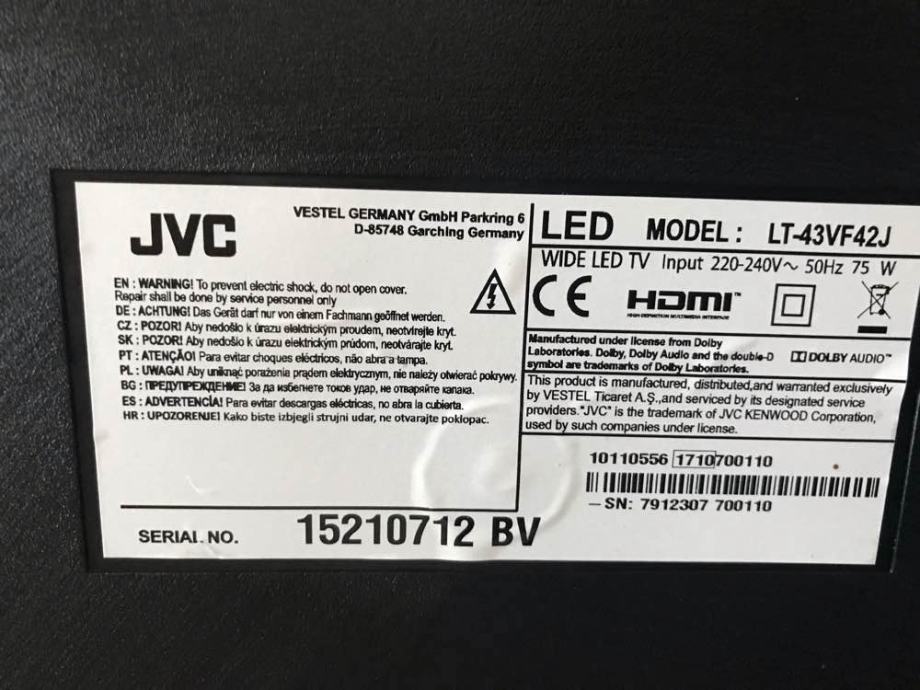 JVC
VESTEL GERMANY GmbH Parkring 6
D-85748 Garching Germany
EN : WARNING! To prevent electric shock, do not open cover.
Repair shall be done by service personnel only
DE : ACHTUNG! Das Gerät darf nur von einem Fachmann geöffnet werden.
CZ : POZOR! Aby nedošlo k úrazu elektrickým proudem, neotvírejte kryt.
SK : POZOR! Aby nedošlo k úrazu elektrickým prúdom, neotvárajte kryt.
PT : ATENÇÃO! Para evitar choques eléctricos, não abra a tampa.
PL : UWAGA! Aby uniknąć porażenia prądem elektrycznym, nie należy otwierać pokrywy.
BG : ПРЕДУПРЕЖДЕНИЕ! За да избегнете токов удар, не отваряйте капака.
ES : ADVERTENCIA! Para evitar descargas eléctricas, no abra la cubierta.
HR : UPOZORENJE! Kako biste izbjegli strujni udar, ne otvarajte poklopac.
SERIAL NO. 15210712 BV
LED MODEL : LT-43VF42J
WIDE LED TV Input 220-240V~ 50Hz 75 W
CE HDMI™
HIGH-DEFINITION MULTIMEDIA INTERFACE
Manufactured under license from Dolby
Laboratories. Dolby, Dolby Audio and the double-D
symbol are trademarks of Dolby Laboratories.
DOLBY AUDIO™
This product is manufactured, distributed,and warranted exclusively
by VESTEL Ticaret A.Ş.,and serviced by its designated service
providers."JVC" is the trademark of JVC KENWOOD Corporation,
used by such companies under license.
10110556 1710700110
–SN: 7912307 700110